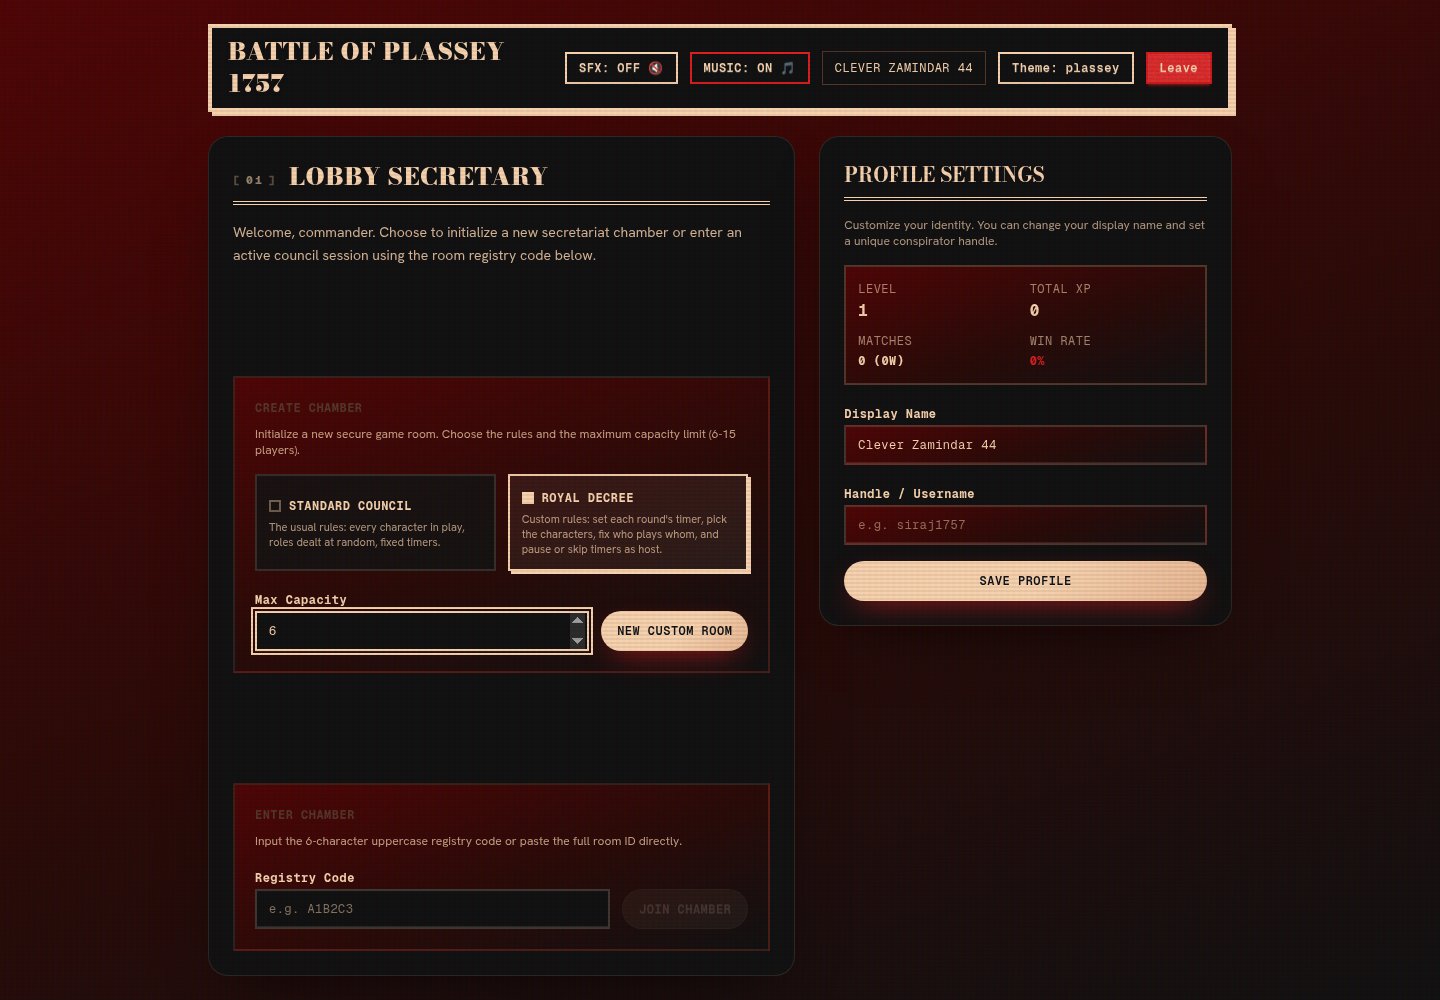 BATTLE OF PLASSEY
1757
SFX: OFF 🔇
MUSIC: ON 🎵
CLEVER ZAMINDAR 44
Theme: plassey
Leave
[ 01 ] LOBBY SECRETARY
Welcome, commander. Choose to initialize a new secretariat chamber or enter an
active council session using the room registry code below.
CREATE CHAMBER
Initialize a new secure game room. Choose the rules and the maximum capacity limit (6-15
players).
STANDARD COUNCIL
The usual rules: every character in play,
roles dealt at random, fixed timers.
ROYAL DECREE
Custom rules: set each round's timer, pick
the characters, fix who plays whom, and
pause or skip timers as host.
Max Capacity
6
NEW CUSTOM ROOM
ENTER CHAMBER
Input the 6-character uppercase registry code or paste the full room ID directly.
Registry Code
e.g. A1B2C3
JOIN CHAMBER
PROFILE SETTINGS
Customize your identity. You can change your display name and set
a unique conspirator handle.
LEVEL
1
TOTAL XP
0
MATCHES
0 (0W)
WIN RATE
0%
Display Name
Clever Zamindar 44
Handle / Username
e.g. siraj1757
SAVE PROFILE